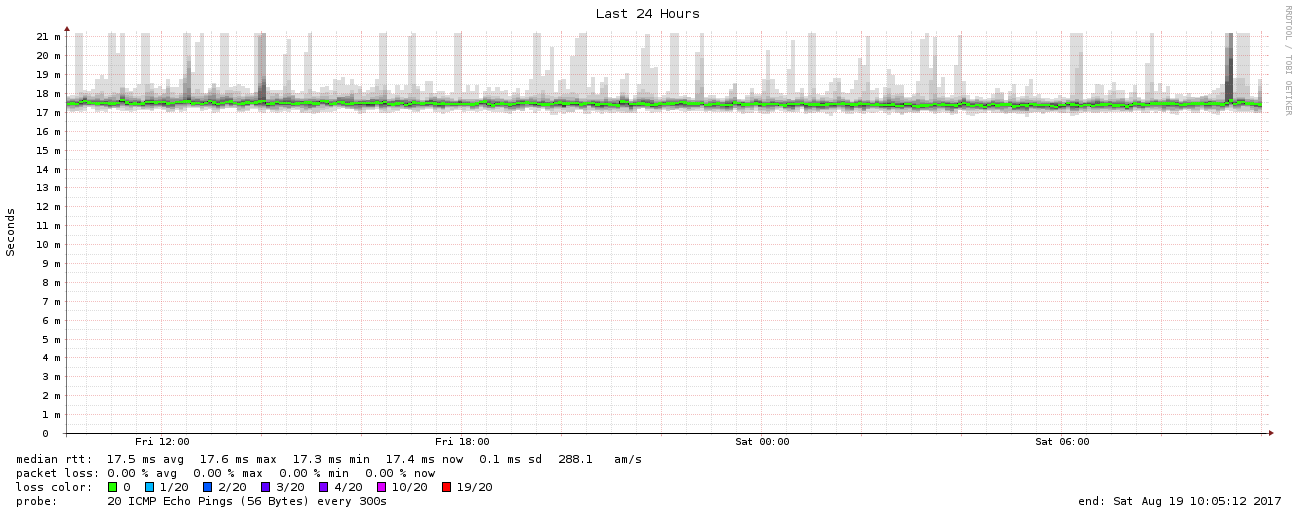 Last 24 Hours
RRDTOOL / TOBI OETIKER
Seconds
21 m
20 m
19 m
18 m
17 m
16 m
15 m
14 m
13 m
12 m
11 m
10 m
9 m
8 m
7 m
6 m
5 m
4 m
3 m
2 m
1 m
0
Fri 12:00 Fri 18:00 Sat 00:00 Sat 06:00
median rtt: 17.5 ms avg 17.6 ms max 17.3 ms min 17.4 ms now 0.1 ms sd 288.1 am/s
packet loss: 0.00 % avg 0.00 % max 0.00 % min 0.00 % now
loss color: 0 1/20 2/20 3/20 4/20 10/20 19/20
probe: 20 ICMP Echo Pings (56 Bytes) every 300s end: Sat Aug 19 10:05:12 2017